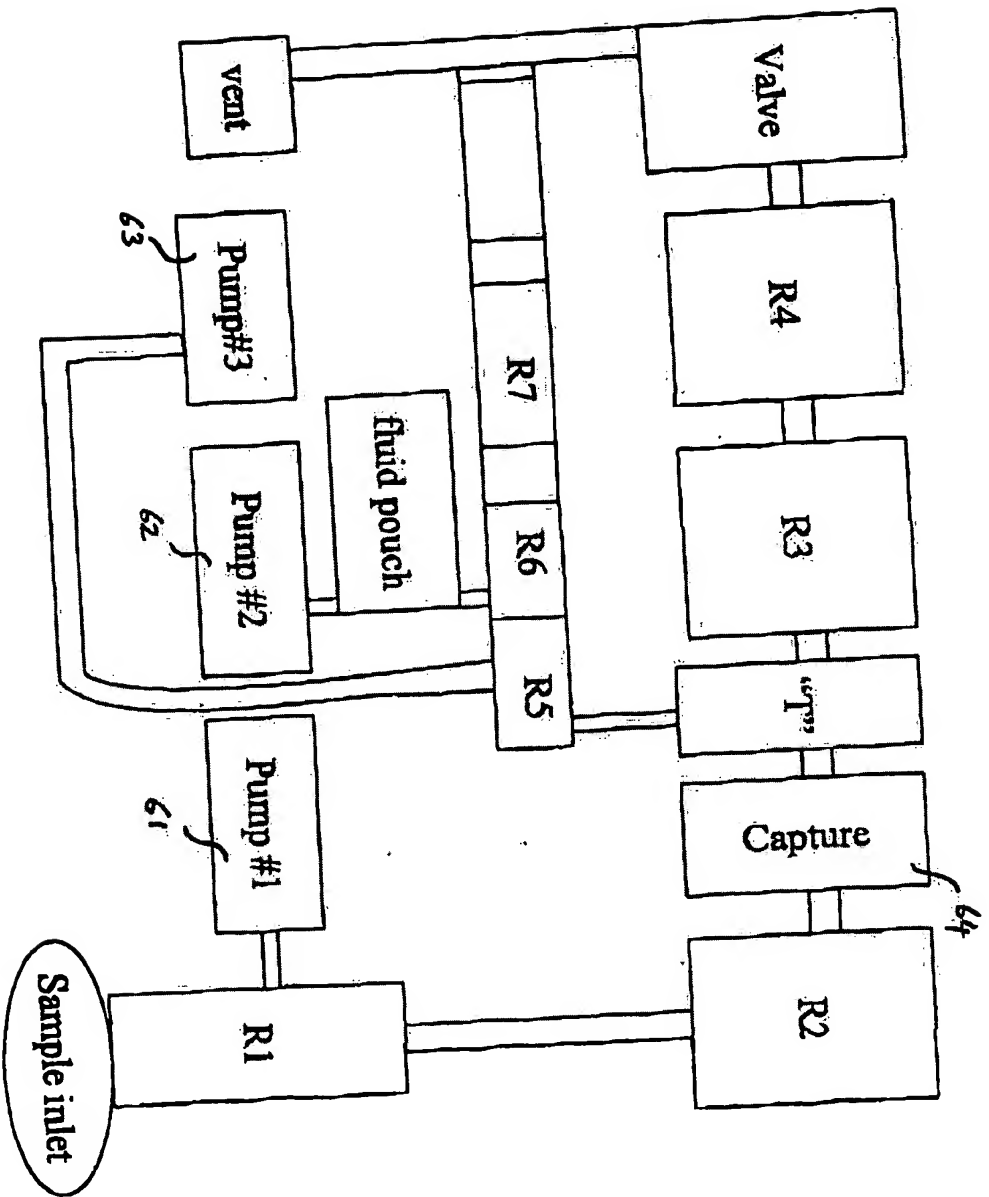 Sample inlet
R1
R2
Pump #1
61
Capture
64
"T"
R5
R6
R7
R3
R4
Pump #2
62
fluid pouch
Pump#3
63
Valve
vent